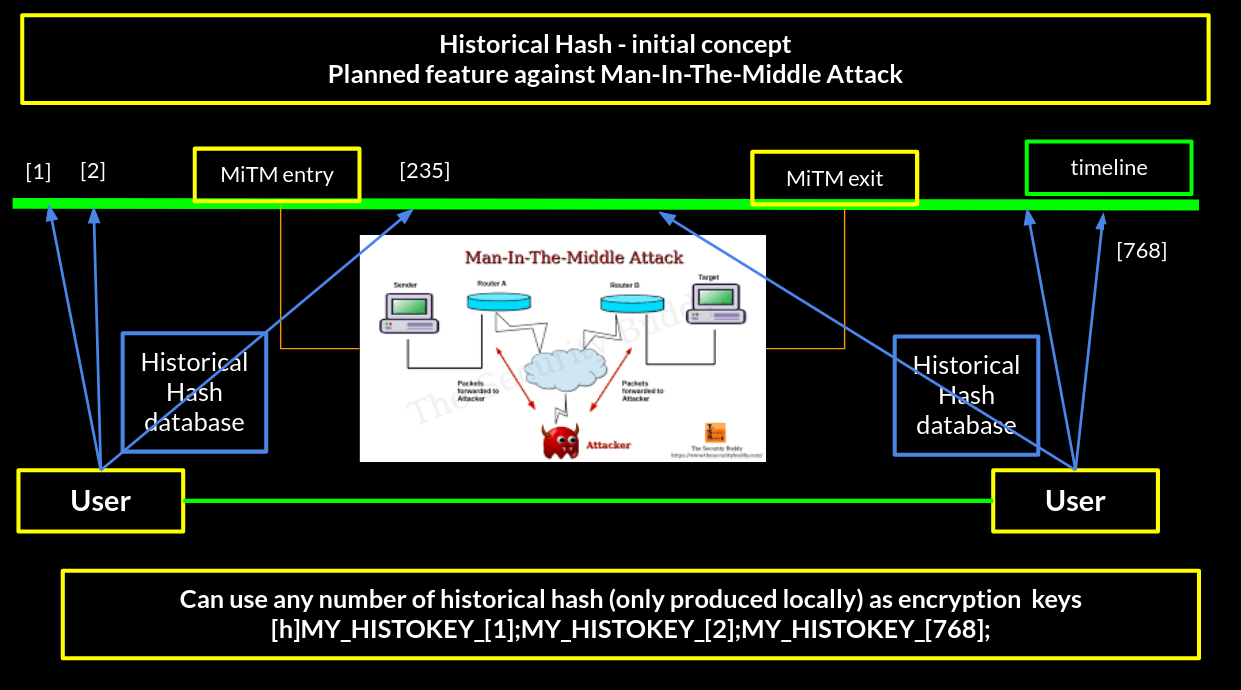 Historical Hash - initial concept
Planned feature against Man-In-The-Middle Attack
[1]
[2]
MiTM entry
[235]
MiTM exit
timeline
[768]
Man-In-The-Middle Attack
Sender
Router A
Router B
Target
Packets
forwarded to
Attacker
Packets
forwarded to
Attacker
Attacker
The Security Buddy
The Security Buddy
https://www.thesecuritybuddy.com/
Historical
Hash
database
Historical
Hash
database
User
User
Can use any number of historical hash (only produced locally) as encryption keys
[h]MY_HISTOKEY_[1];MY_HISTOKEY_[2];MY_HISTOKEY_[768];